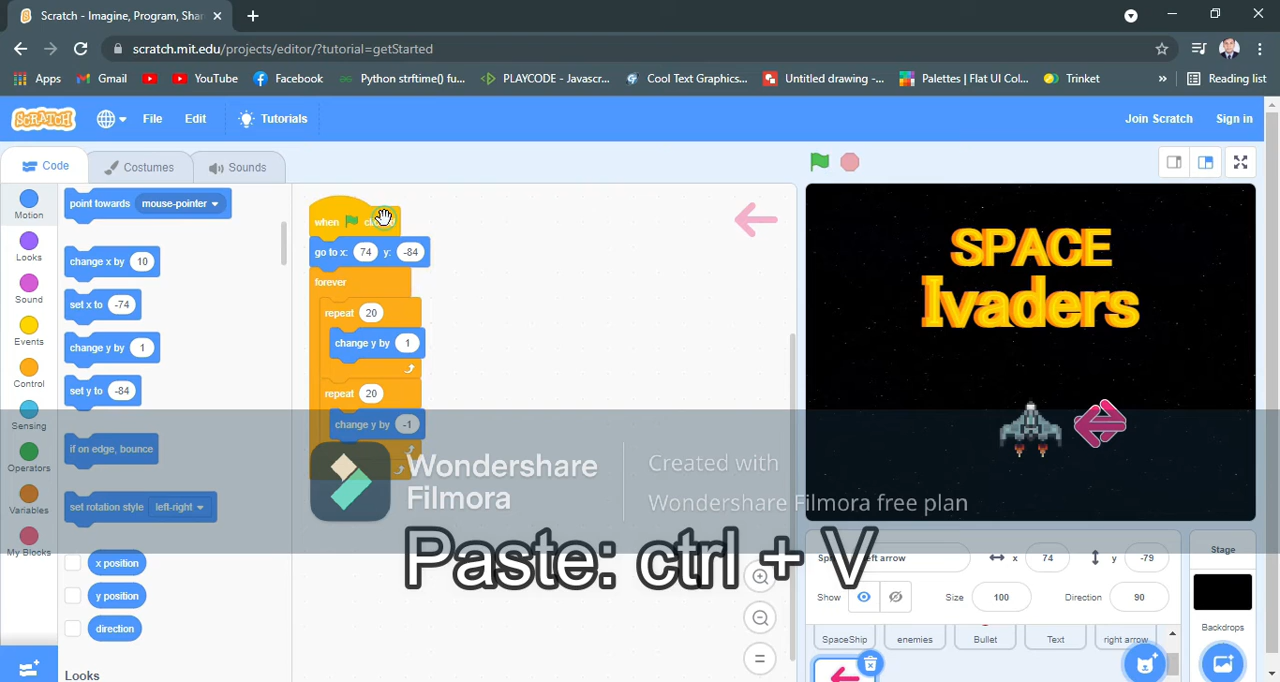 Scratch - Imagine, Program, Shar
scratch.mit.edu/projects/editor/?tutorial=getStarted
Apps Gmail YouTube Facebook Python strftime() fu... PLAYCODE - Javascr... Cool Text Graphics... Untitled drawing -... Palettes | Flat UI Col... Trinket » Reading list
SCRATCH File Edit Tutorials Join Scratch Sign in
Code Costumes Sounds
Motion
Looks
Sound
Events
Control
Sensing
Operators
Variables
My Blocks
point towards mouse-pointer
change x by 10
set x to -74
change y by 1
set y to -84
if on edge, bounce
set rotation style left-right
x position
y position
direction
Looks
when
go to x: 74 y: -84
forever
repeat 20
change y by 1
repeat 20
change y by -1
SPACE
Ivaders
Wondershare
Filmora
Created with
Wondershare Filmora free plan
Paste: ctrl + V
left arrow x 74 y -79
Show Size 100 Direction 90
SpaceShip enemies Bullet Text right arrow
Stage
Backdrops